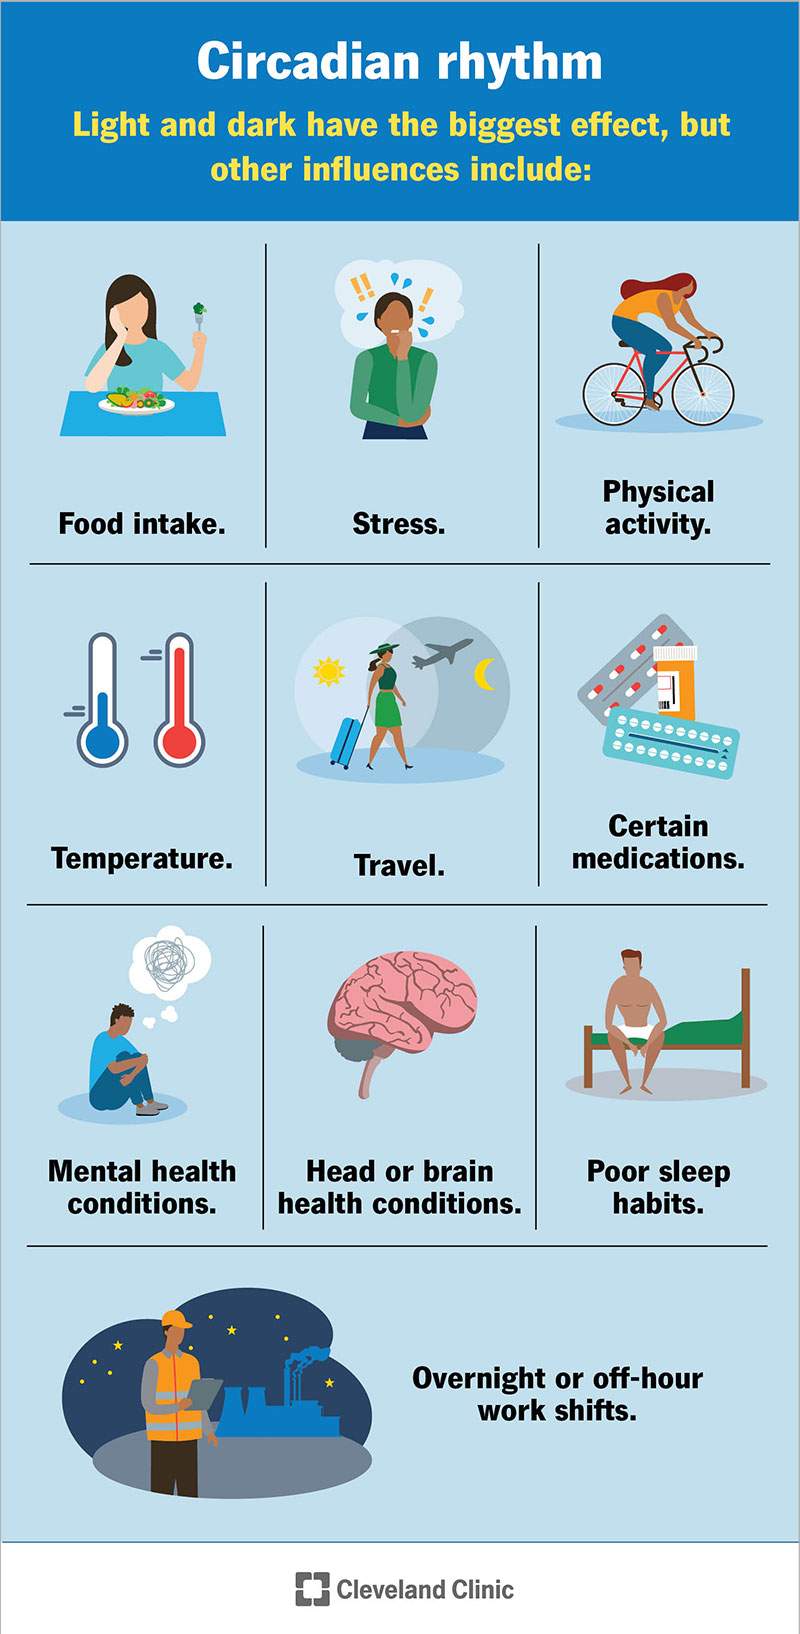 Circadian rhythm
Light and dark have the biggest effect, but
other influences include:
Food intake.
Stress.
Physical
activity.
Temperature.
Travel.
Certain
medications.
Mental health
conditions.
Head or brain
health conditions.
Poor sleep
habits.
Overnight or off-hour
work shifts.
Cleveland Clinic